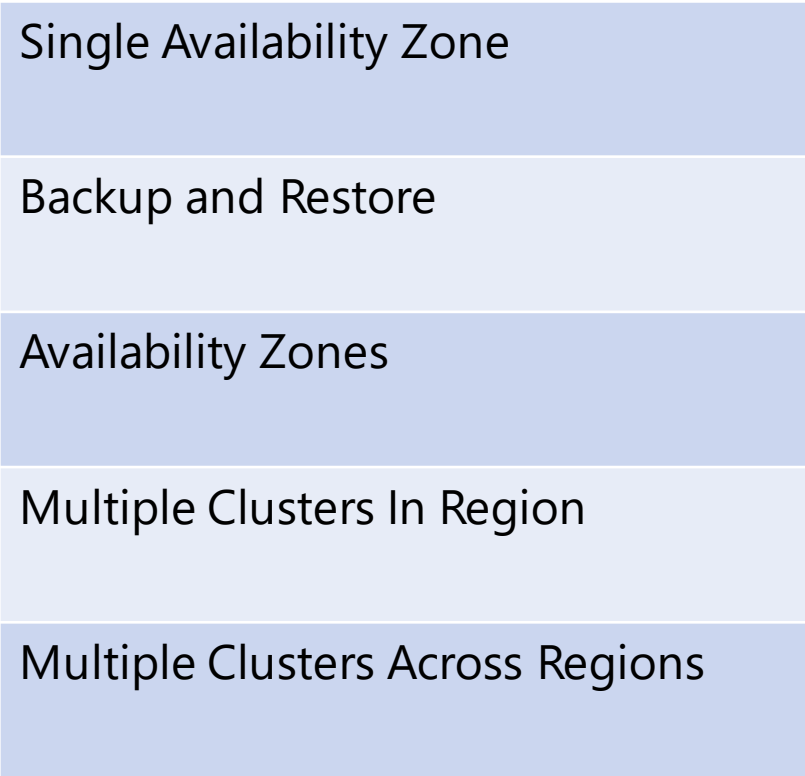 Single Availability Zone
Backup and Restore
Availability Zones
Multiple Clusters In Region
Multiple Clusters Across Regions